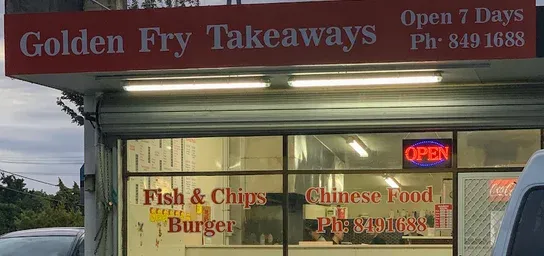 Golden Fry Takeaways
Open 7 Days
Ph· 849 1688
OPEN
Fish & Chips
Burger
Chinese Food
Ph: 8491688